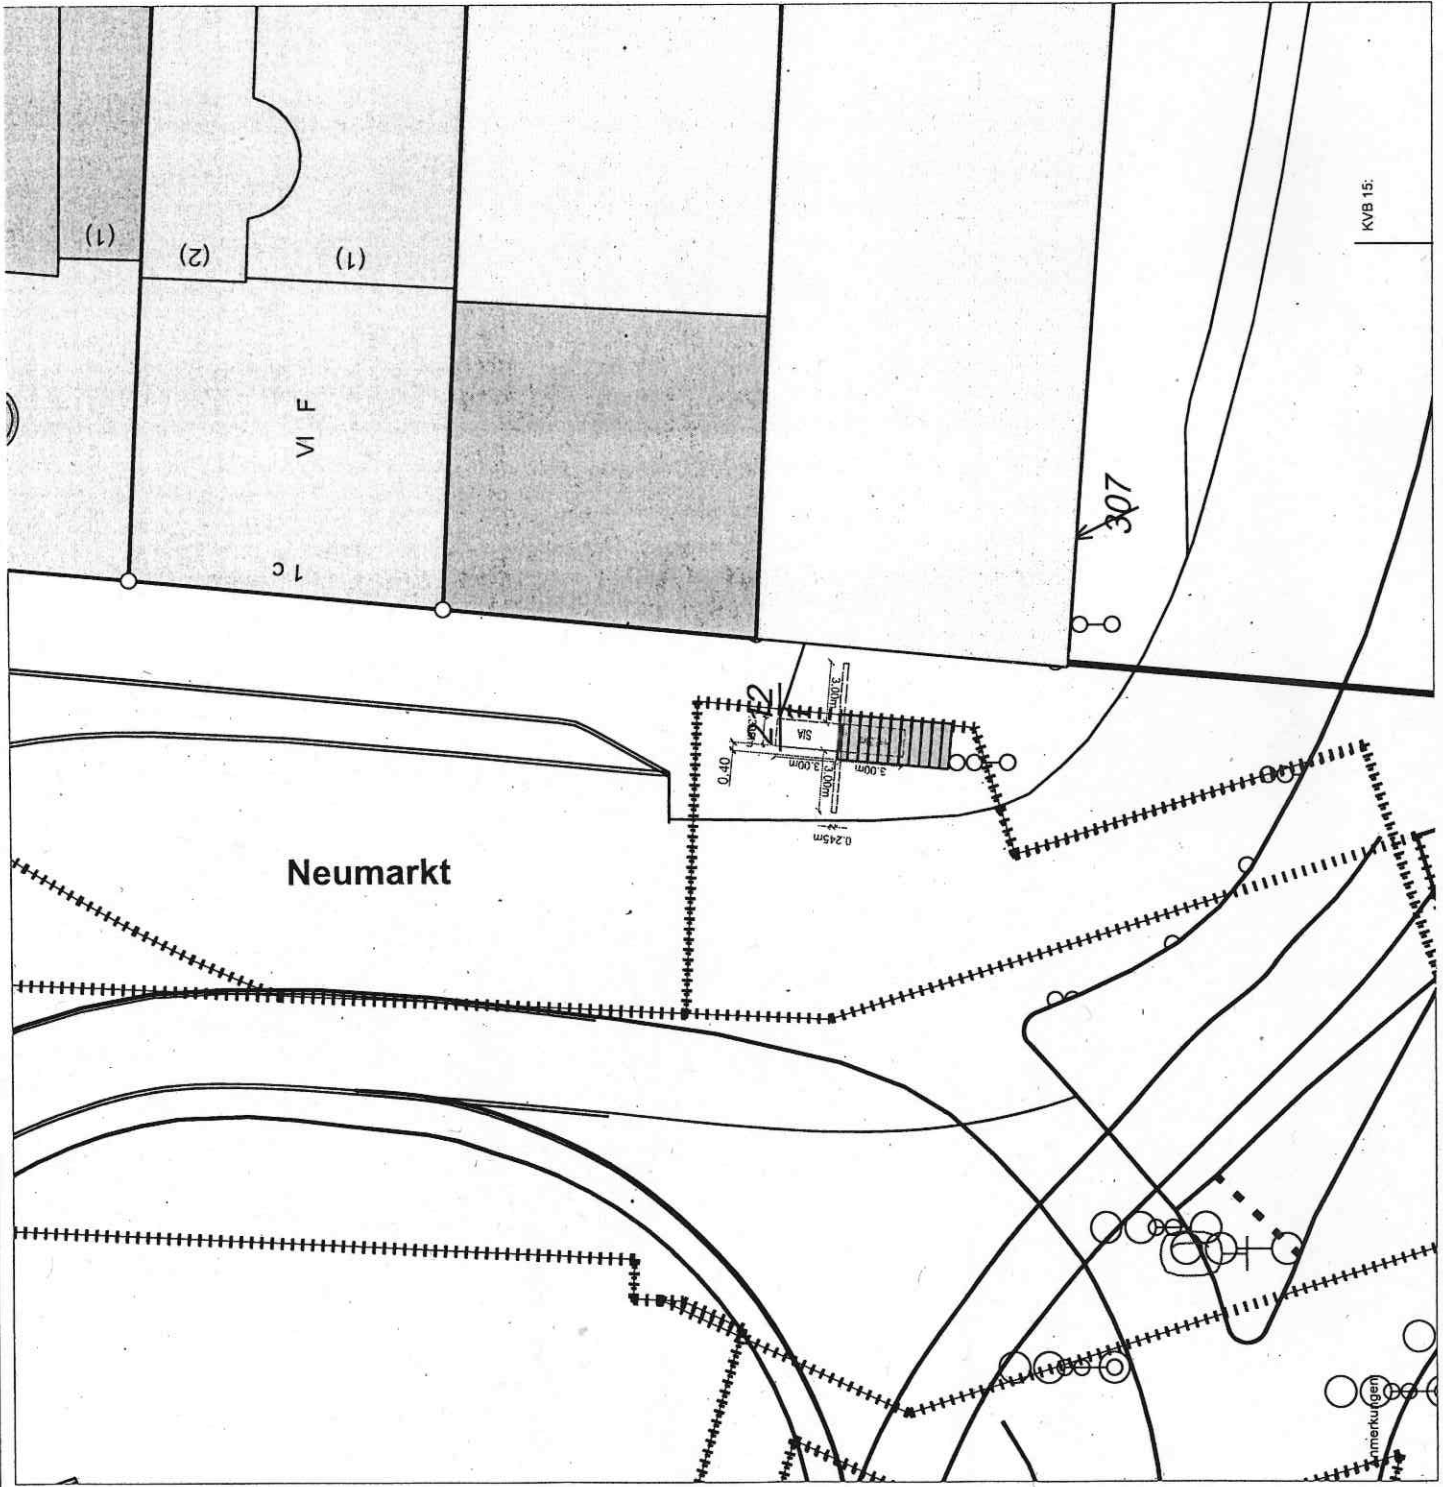 (1)
(2)
(1)
VI F
1 c
KVB 15:
307
212
3.00m
S/A
0.40
3.00m
3.00m
3.00m
0.245m
Neumarkt
nmerkungen